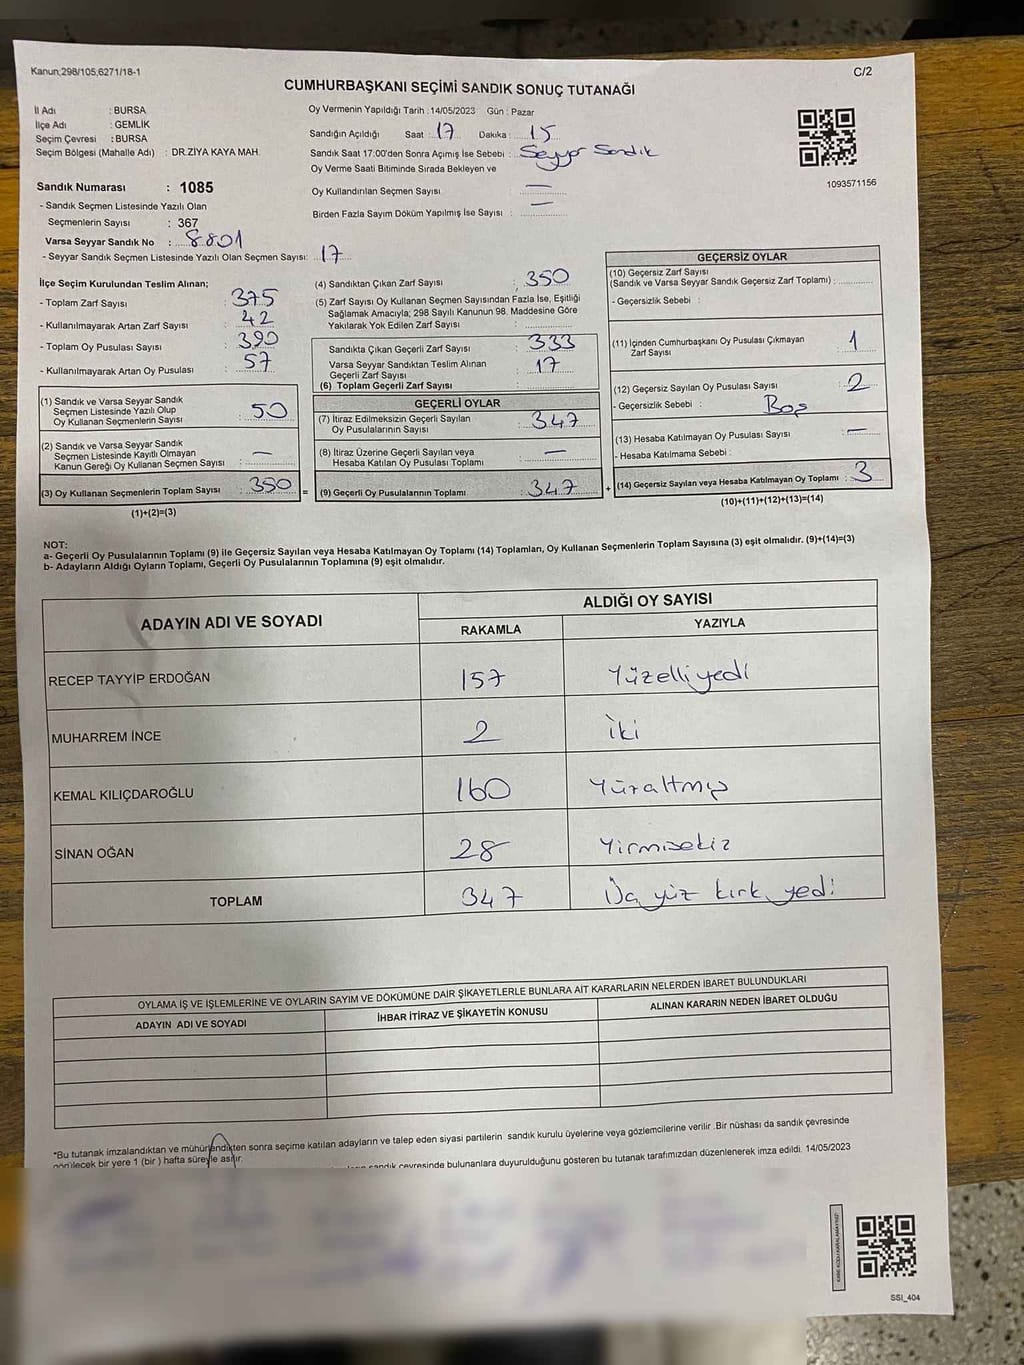 Kanun;298/105,6271/18-1
C/2
CUMHURBAŞKANI SEÇİMİ SANDIK SONUÇ TUTANAĞI
İl Adı : BURSA
İlçe Adı : GEMLİK
Seçim Çevresi : BURSA
Seçim Bölgesi (Mahalle Adı) : DR.ZİYA KAYA MAH.
Oy Vermenin Yapıldığı Tarih : 14/05/2023 Gün : Pazar
Sandığın Açıldığı Saat : 17 Dakika : 15
Sandık Saat 17:00'den Sonra Açımış İse Sebebi : Seyyar Sandık
Oy Verme Saati Bitiminde Sırada Bekleyen ve
Oy Kullandırılan Seçmen Sayısı —
Birden Fazla Sayım Döküm Yapılmış İse Sayısı : —
1093571156
Sandık Numarası : 1085
- Sandık Seçmen Listesinde Yazılı Olan
Seçmenlerin Sayısı : 367
Varsa Seyyar Sandık No : 8801
- Seyyar Sandık Seçmen Listesinde Yazılı Olan Seçmen Sayısı: 17
İlçe Seçim Kurulundan Teslim Alınan;
- Toplam Zarf Sayısı : 375
- Kullanılmayarak Artan Zarf Sayısı : 42
- Toplam Oy Pusulası Sayısı : 390
- Kullanılmayarak Artan Oy Pusulası : 57
(1) Sandık ve Varsa Seyyar Sandık
Seçmen Listesinde Yazılı Olup
Oy Kullanan Seçmenlerin Sayısı : 50
(2) Sandık ve Varsa Seyyar Sandık
Seçmen Listesinde Kayıtlı Olmayan
Kanun Gereği Oy Kullanan Seçmen Sayısı : —
(3) Oy Kullanan Seçmenlerin Toplam Sayısı : 350 =
(1)+(2)=(3)
(4) Sandıktan Çıkan Zarf Sayısı : 350
(5) Zarf Sayısı Oy Kullanan Seçmen Sayısından Fazla İse, Eşitliği
Sağlamak Amacıyla; 298 Sayılı Kanunun 98. Maddesine Göre
Yakılarak Yok Edilen Zarf Sayısı :
Sandıkta Çıkan Geçerli Zarf Sayısı : 333
Varsa Seyyar Sandıktan Teslim Alınan
Geçerli Zarf Sayısı : 17
(6) Toplam Geçerli Zarf Sayısı :
GEÇERLİ OYLAR
(7) İtiraz Edilmeksizin Geçerli Sayılan
Oy Pusulalarının Sayısı : 347
(8) İtiraz Üzerine Geçerli Sayılan veya
Hesaba Katılan Oy Pusulası Toplamı : —
(9) Geçerli Oy Pusulalarının Toplamı : 347 +
GEÇERSİZ OYLAR
(10) Geçersiz Zarf Sayısı
(Sandık ve Varsa Seyyar Sandık Geçersiz Zarf Toplamı) :
- Geçersizlik Sebebi :
(11) İçinden Cumhurbaşkanı Oy Pusulası Çıkmayan
Zarf Sayısı : 1
(12) Geçersiz Sayılan Oy Pusulası Sayısı : 2
- Geçersizlik Sebebi : Boş
(13) Hesaba Katılmayan Oy Pusulası Sayısı : —
- Hesaba Katılmama Sebebi :
(14) Geçersiz Sayılan veya Hesaba Katılmayan Oy Toplamı : 3
(10)+(11)+(12)+(13)=(14)
NOT:
a- Geçerli Oy Pusulalarının Toplamı (9) ile Geçersiz Sayılan veya Hesaba Katılmayan Oy Toplamı (14) Toplamları, Oy Kullanan Seçmenlerin Toplam Sayısına (3) eşit olmalıdır. (9)+(14)=(3)
b- Adayların Aldığı Oyların Toplamı, Geçerli Oy Pusulalarının Toplamına (9) eşit olmalıdır.
ADAYIN ADI VE SOYADI
ALDIĞI OY SAYISI
RAKAMLA YAZIYLA
RECEP TAYYİP ERDOĞAN 157 Yüzelliyedi
MUHARREM İNCE 2 İki
KEMAL KILIÇDAROĞLU 160 Yüzaltmış
SİNAN OĞAN 28 Yirmisekiz
TOPLAM 347 Üç yüz kırk yedi
OYLAMA İŞ VE İŞLEMLERİNE VE OYLARIN SAYIM VE DÖKÜMÜNE DAİR ŞİKAYETLERLE BUNLARA AİT KARARLARIN NELERDEN İBARET BULUNDUKLARI
ADAYIN ADI VE SOYADI İHBAR İTİRAZ VE ŞİKAYETİN KONUSU ALINAN KARARIN NEDEN İBARET OLDUĞU
*Bu tutanak imzalandıktan ve mühürlendikten sonra seçime katılan adayların ve talep eden siyasi partilerin sandık kurulu üyelerine veya gözlemcilerine verilir .Bir nüshası da sandık çevresinde
görülecek bir yere 1 (bir ) hafta süreyle asılır.
sandık çevresinde bulunanlara duyurulduğunu gösteren bu tutanak tarafımızdan düzenlenerek imza edildi. 14/05/2023
SSI_404